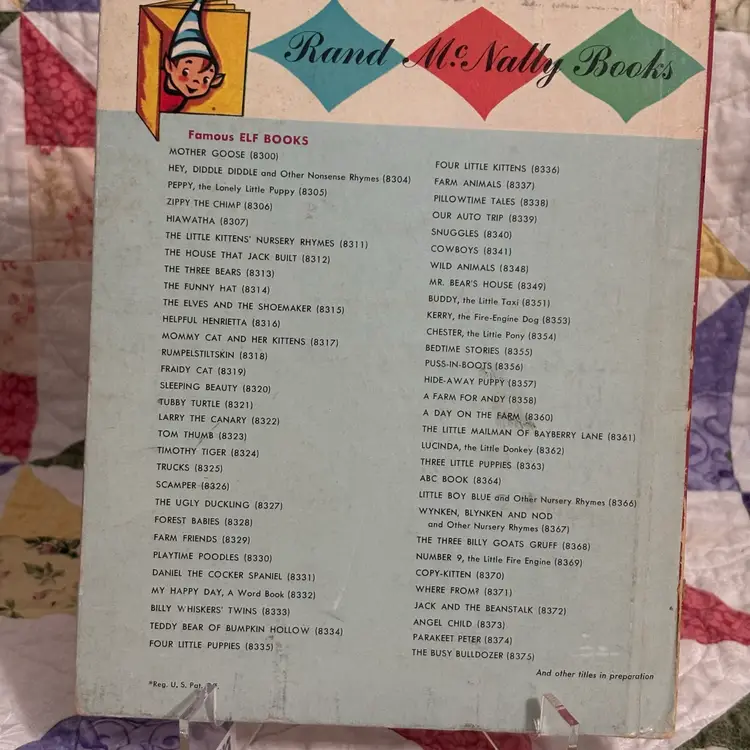 Rand McNally Books
Famous ELF BOOKS
MOTHER GOOSE (8300)
HEY, DIDDLE DIDDLE and Other Nonsense Rhymes (8304)
PEPPY, the Lonely Little Puppy (8305)
ZIPPY THE CHIMP (8306)
HIAWATHA (8307)
THE LITTLE KITTENS' NURSERY RHYMES (8311)
THE HOUSE THAT JACK BUILT (8312)
THE THREE BEARS (8313)
THE FUNNY HAT (8314)
THE ELVES AND THE SHOEMAKER (8315)
HELPFUL HENRIETTA (8316)
MOMMY CAT AND HER KITTENS (8317)
RUMPELSTILTSKIN (8318)
FRAIDY CAT (8319)
SLEEPING BEAUTY (8320)
TUBBY TURTLE (8321)
LARRY THE CANARY (8322)
TOM THUMB (8323)
TIMOTHY TIGER (8324)
TRUCKS (8325)
SCAMPER (8326)
THE UGLY DUCKLING (8327)
FOREST BABIES (8328)
FARM FRIENDS (8329)
PLAYTIME POODLES (8330)
DANIEL THE COCKER SPANIEL (8331)
MY HAPPY DAY, A Word Book (8332)
BILLY WHISKERS' TWINS (8333)
TEDDY BEAR OF BUMPKIN HOLLOW (8334)
FOUR LITTLE PUPPIES (8335)
FOUR LITTLE KITTENS (8336)
FARM ANIMALS (8337)
PILLOWTIME TALES (8338)
OUR AUTO TRIP (8339)
SNUGGLES (8340)
COWBOYS (8341)
WILD ANIMALS (8348)
MR. BEAR'S HOUSE (8349)
BUDDY, the Little Taxi (8351)
KERRY, the Fire-Engine Dog (8353)
CHESTER, the Little Pony (8354)
BEDTIME STORIES (8355)
PUSS-IN-BOOTS (8356)
HIDE-AWAY PUPPY (8357)
A FARM FOR ANDY (8358)
A DAY ON THE FARM (8360)
THE LITTLE MAILMAN OF BAYBERRY LANE (8361)
LUCINDA, the Little Donkey (8362)
THREE LITTLE PUPPIES (8363)
ABC BOOK (8364)
LITTLE BOY BLUE and Other Nursery Rhymes (8366)
WYNKEN, BLYNKEN AND NOD
and Other Nursery Rhymes (8367)
THE THREE BILLY GOATS GRUFF (8368)
NUMBER 9, the Little Fire Engine (8369)
COPY-KITTEN (8370)
WHERE FROM? (8371)
JACK AND THE BEANSTALK (8372)
ANGEL CHILD (8373)
PARAKEET PETER (8374)
THE BUSY BULLDOZER (8375)
And other titles in preparation
*Reg. U. S. Pat.